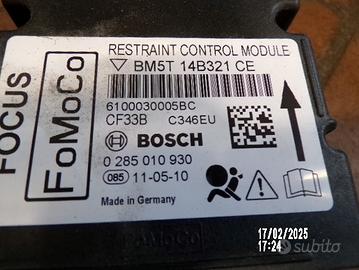 RESTRAINT CONTROL MODULE
BM5T 14B321 CE
6100030005BC
CF33B C346EU
BOSCH
0 285 010 930
085 11-05-10
Made in Germany
FOCUS
FoMoCo
FoMoCo
17/02/2025
17:24
subito